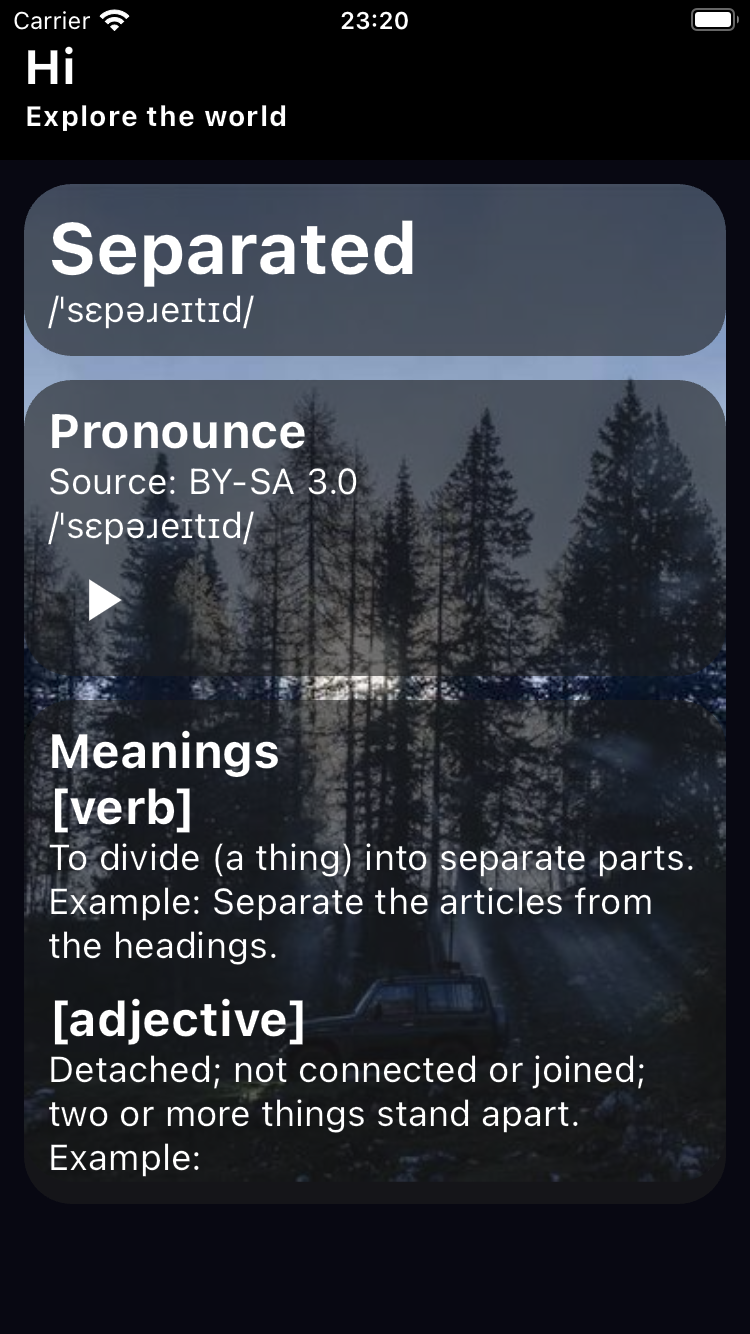 Carrier 23:20
Hi
Explore the world
Separated
/ˈsɛpəɹeɪtɪd/
Pronounce
Source: BY-SA 3.0
/ˈsɛpəɹeɪtɪd/
Meanings
[verb]
To divide (a thing) into separate parts.
Example: Separate the articles from
the headings.
[adjective]
Detached; not connected or joined;
two or more things stand apart.
Example: